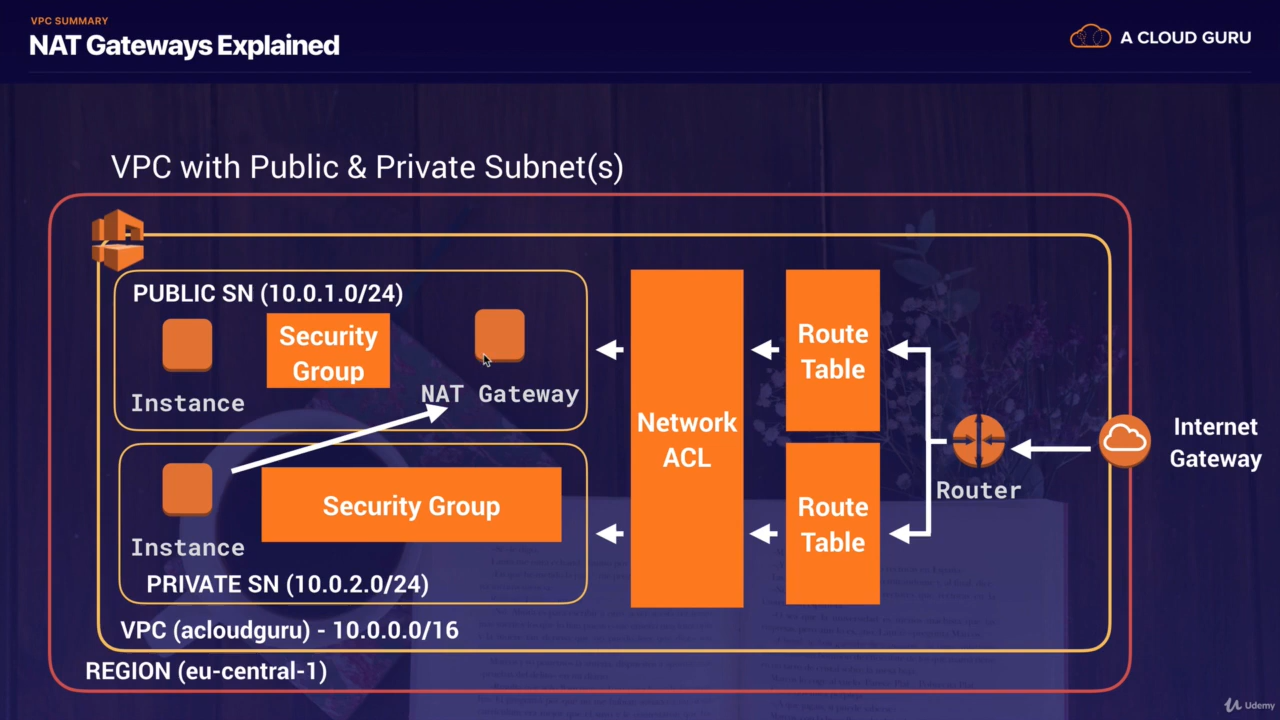 VPC SUMMARY
NAT Gateways Explained
A CLOUD GURU
VPC with Public & Private Subnet(s)
PUBLIC SN (10.0.1.0/24)
Security
Group
Instance
NAT Gateway
Instance
Security Group
PRIVATE SN (10.0.2.0/24)
VPC (acloudguru) - 10.0.0.0/16
REGION (eu-central-1)
Network
ACL
Route
Table
Route
Table
Router
Internet
Gateway
Udemy